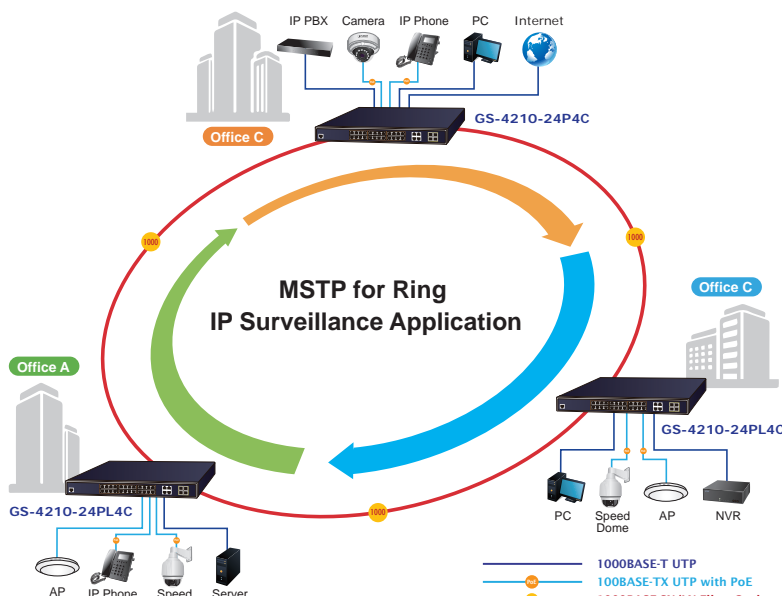 IP PBX
Camera
IP Phone
PC
Internet
GS-4210-24P4C
Office C
1000
1000
MSTP for Ring
IP Surveillance Application
Office C
Office A
GS-4210-24PL4C
GS-4210-24PL4C
PC
Speed
Dome
AP
NVR
1000
AP
IP Phone
Speed
Server
1000BASE-T UTP
PoE
100BASE-TX UTP with PoE